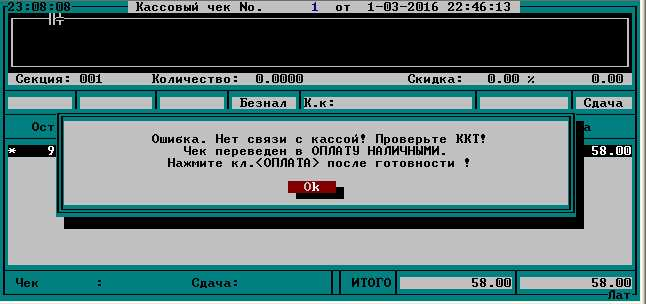 23:08:08 Кассовый чек No. 1 от 1-03-2016 22:46:13
Секция: 001 Количество: 0.0000 Скидка: 0.00 % 0.00
Безнал К.к: Сдача
Ост а
* 9 58.00
Ошибка. Нет связи с кассой! Проверьте ККТ!
Чек переведен в ОПЛАТУ НАЛИЧНЫМИ.
Нажмите кл.<ОПЛАТА> после готовности !
Ok
Чек : Сдача: ИТОГО 58.00 58.00
Лат